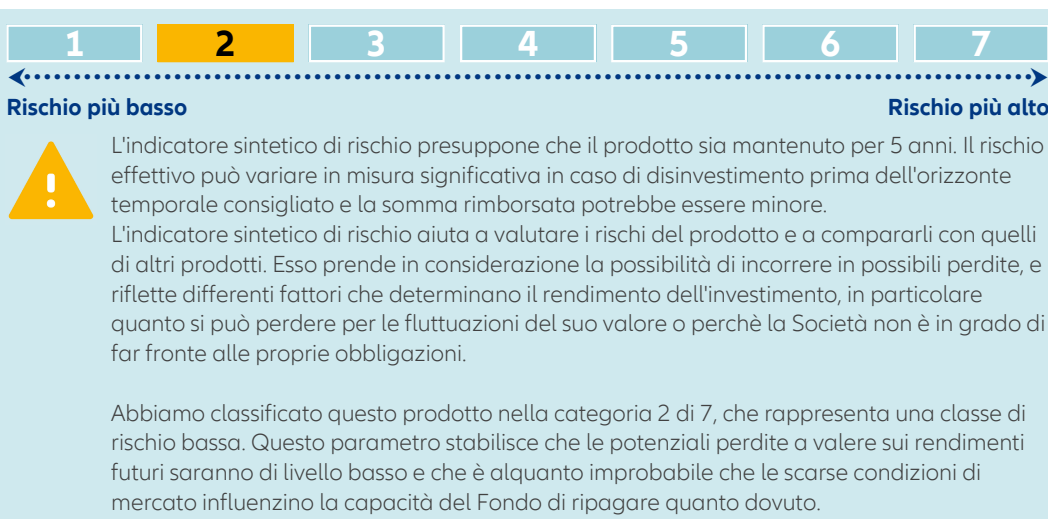 1 2 3 4 5 6 7
Rischio più basso Rischio più alto
L'indicatore sintetico di rischio presuppone che il prodotto sia mantenuto per 5 anni. Il rischio
effettivo può variare in misura significativa in caso di disinvestimento prima dell'orizzonte
temporale consigliato e la somma rimborsata potrebbe essere minore.
L'indicatore sintetico di rischio aiuta a valutare i rischi del prodotto e a compararli con quelli
di altri prodotti. Esso prende in considerazione la possibilità di incorrere in possibili perdite, e
riflette differenti fattori che determinano il rendimento dell'investimento, in particolare
quanto si può perdere per le fluttuazioni del suo valore o perchè la Società non è in grado di
far fronte alle proprie obbligazioni.
Abbiamo classificato questo prodotto nella categoria 2 di 7, che rappresenta una classe di
rischio bassa. Questo parametro stabilisce che le potenziali perdite a valere sui rendimenti
futuri saranno di livello basso e che è alquanto improbabile che le scarse condizioni di
mercato influenzino la capacità del Fondo di ripagare quanto dovuto.